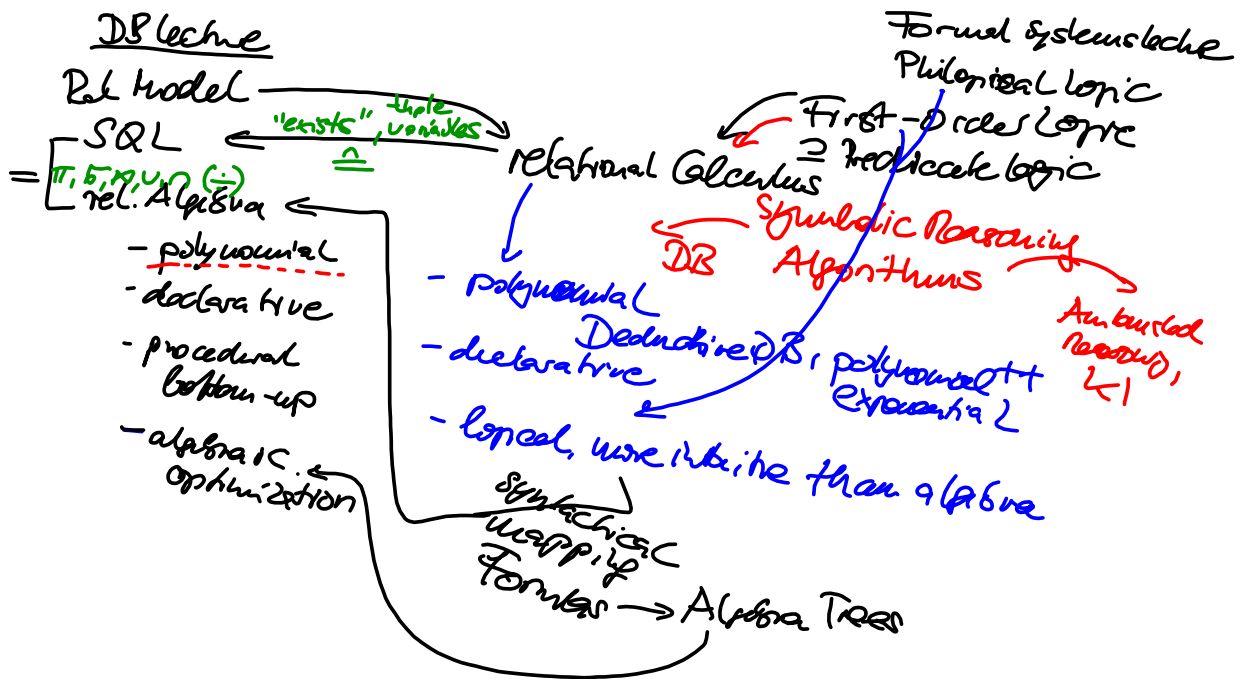 DB lecture
Rel. Model
SQL
=
π, σ, ⋈, ∪, ∩ (÷)
rel. Algebra
- polynomial
- declarative
- procedural
bottom-up
- algebraic
optimization
"exists", tuple
variables
≙
relational Calculus
- polynomial
Deductive DB, polynomial++
exponential
- declarative
- logical, more intuitive than algebra
syntactical
mapping
Formulas → Algebra Trees
Formal systems lecture
Philosophical Logic
First-order Logic
⊇ Predicate logic
Symbolic Reasoning
Algorithms
DB
Automated
Reasoning,
KI